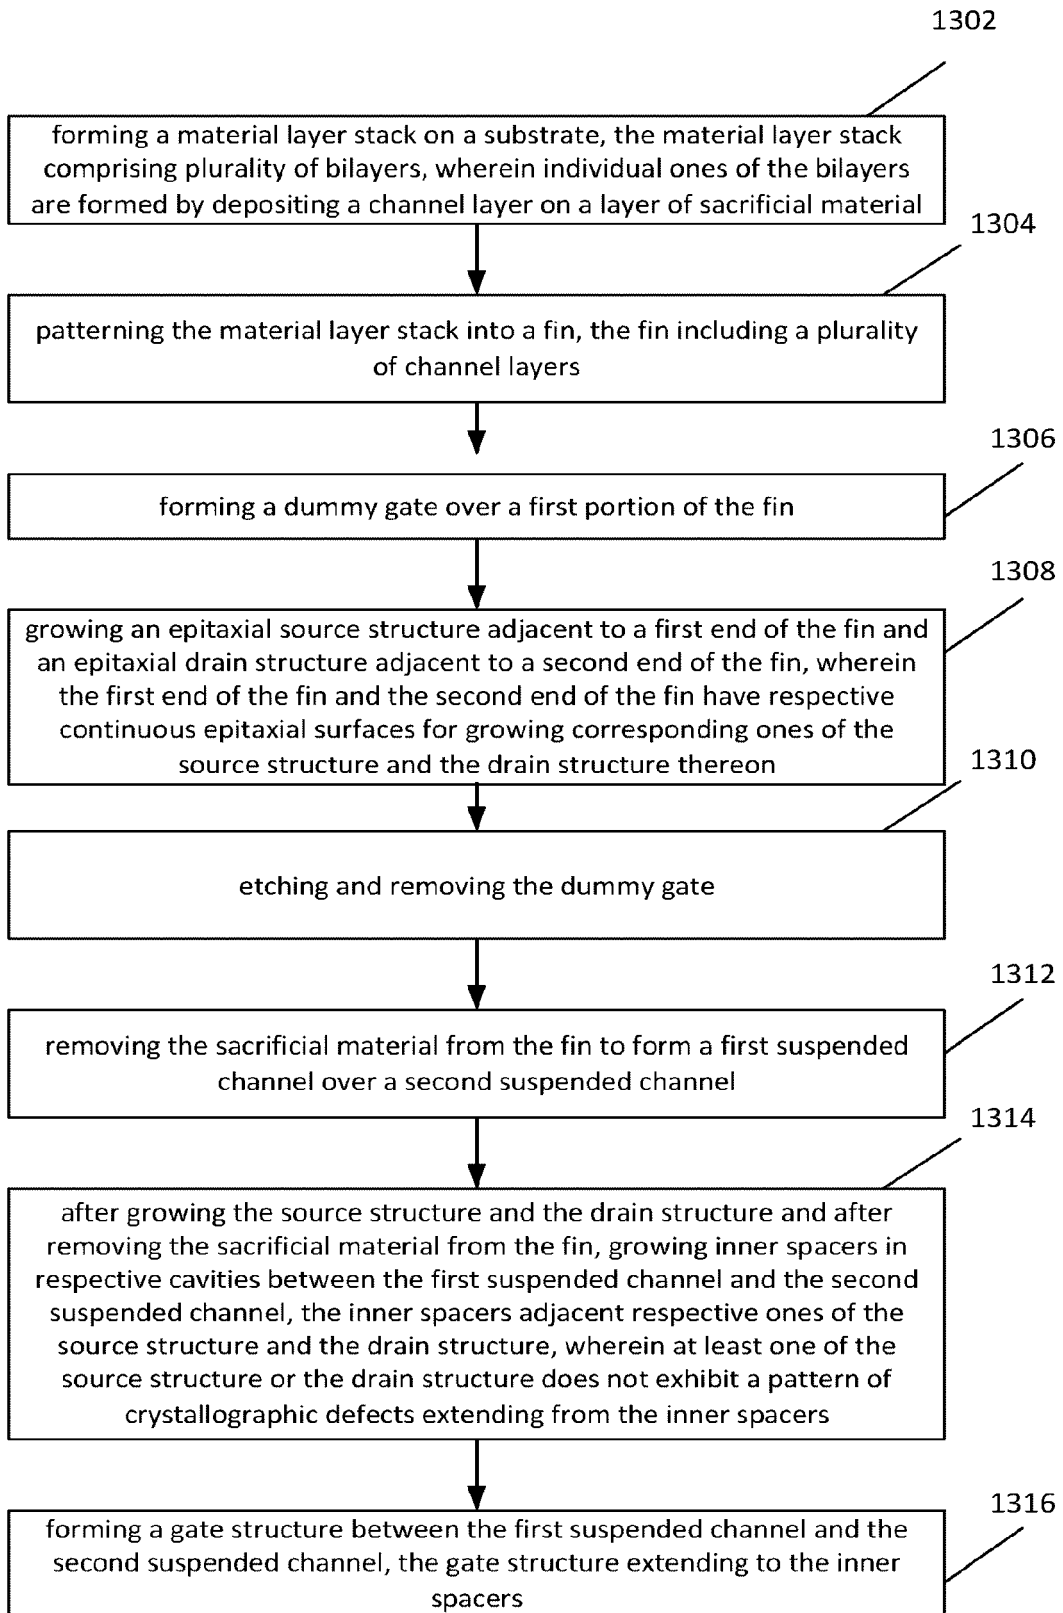 1302
forming a material layer stack on a substrate, the material layer stack
comprising plurality of bilayers, wherein individual ones of the bilayers
are formed by depositing a channel layer on a layer of sacrificial material
1304
patterning the material layer stack into a fin, the fin including a plurality
of channel layers
1306
forming a dummy gate over a first portion of the fin
1308
growing an epitaxial source structure adjacent to a first end of the fin and
an epitaxial drain structure adjacent to a second end of the fin, wherein
the first end of the fin and the second end of the fin have respective
continuous epitaxial surfaces for growing corresponding ones of the
source structure and the drain structure thereon
1310
etching and removing the dummy gate
1312
removing the sacrificial material from the fin to form a first suspended
channel over a second suspended channel
1314
after growing the source structure and the drain structure and after
removing the sacrificial material from the fin, growing inner spacers in
respective cavities between the first suspended channel and the second
suspended channel, the inner spacers adjacent respective ones of the
source structure and the drain structure, wherein at least one of the
source structure or the drain structure does not exhibit a pattern of
crystallographic defects extending from the inner spacers
1316
forming a gate structure between the first suspended channel and the
second suspended channel, the gate structure extending to the inner
spacers